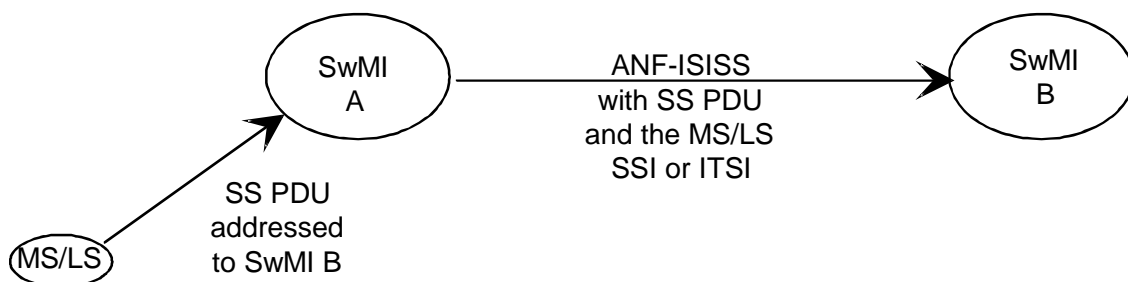 SwMI
A
ANF-ISISS
with SS PDU
and the MS/LS
SSI or ITSI
SwMI
B
SS PDU
addressed
to SwMI B
MS/LS